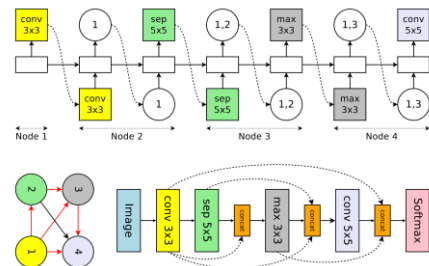 conv
3x3
1
sep
5x5
1,2
max
3x3
1,3
conv
5x5
conv
3x3
1
sep
5x5
1,2
max
3x3
1,3
Node 1
Node 2
Node 3
Node 4
2
3
1
4
Image
conv 3x3
sep 5x5
concat
max 3x3
concat
conv 5x5
concat
Softmax